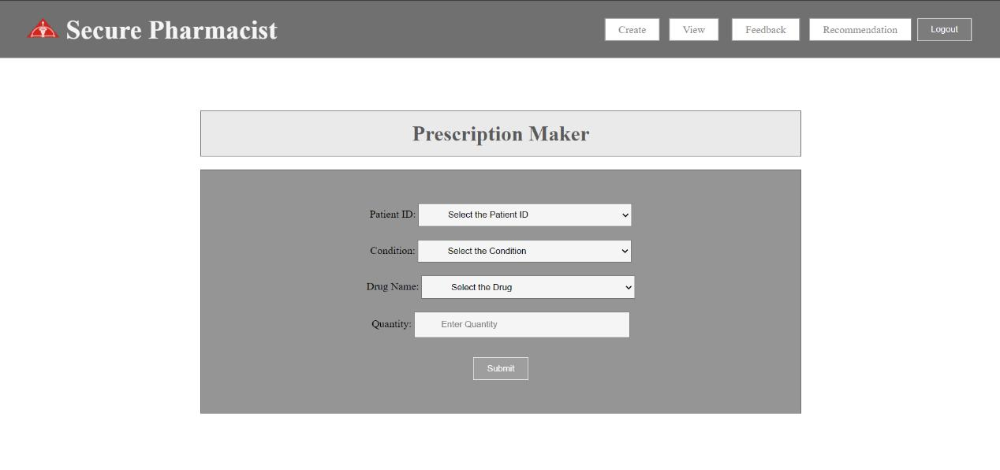 Secure Pharmacist
Create View Feedback Recommendation Logout
Prescription Maker
Patient ID: Select the Patient ID
Condition: Select the Condition
Drug Name: Select the Drug
Quantity: Enter Quantity
Submit